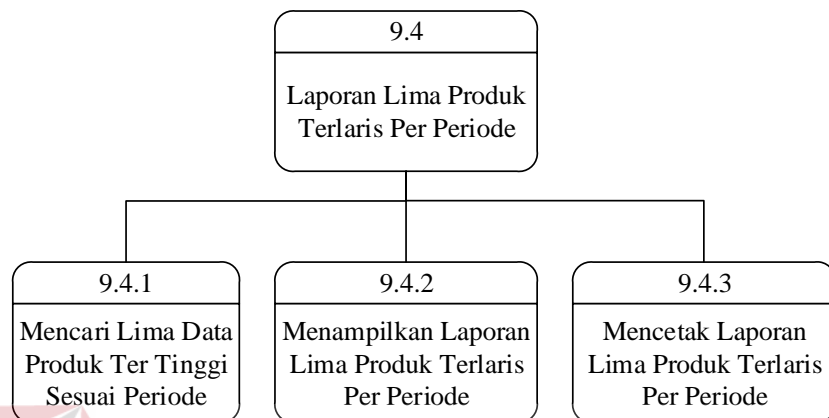 9.4
Laporan Lima Produk
Terlaris Per Periode
9.4.1
Mencari Lima Data
Produk Ter Tinggi
Sesuai Periode
9.4.2
Menampilkan Laporan
Lima Produk Terlaris
Per Periode
9.4.3
Mencetak Laporan
Lima Produk Terlaris
Per Periode